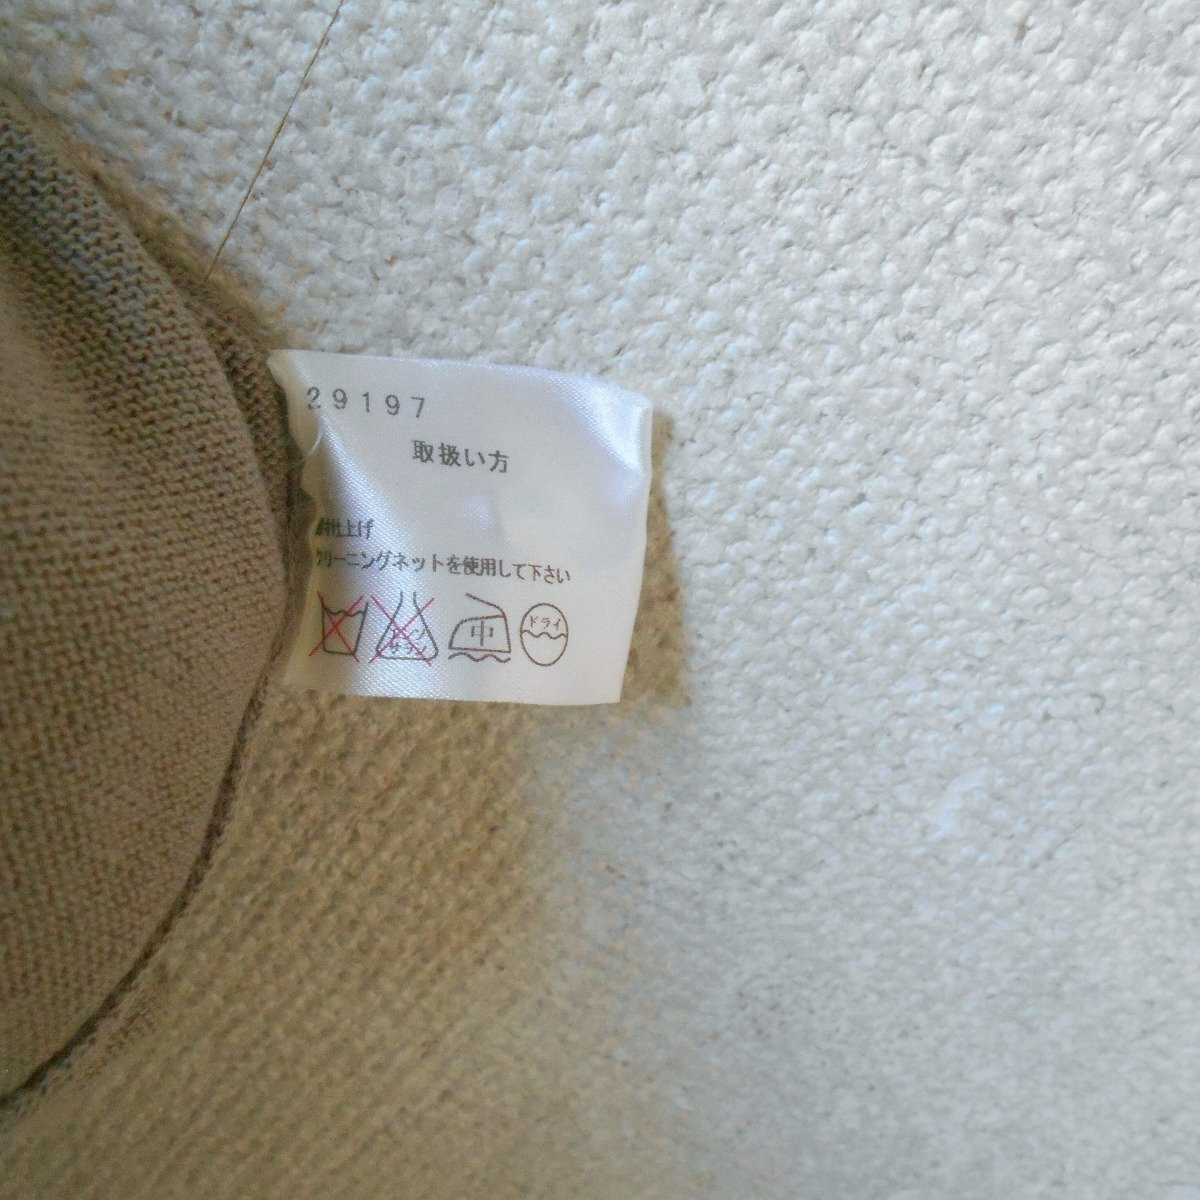 29197
取扱い方
仕上げ
クリーニングネットを使用して下さい
中
ドライ